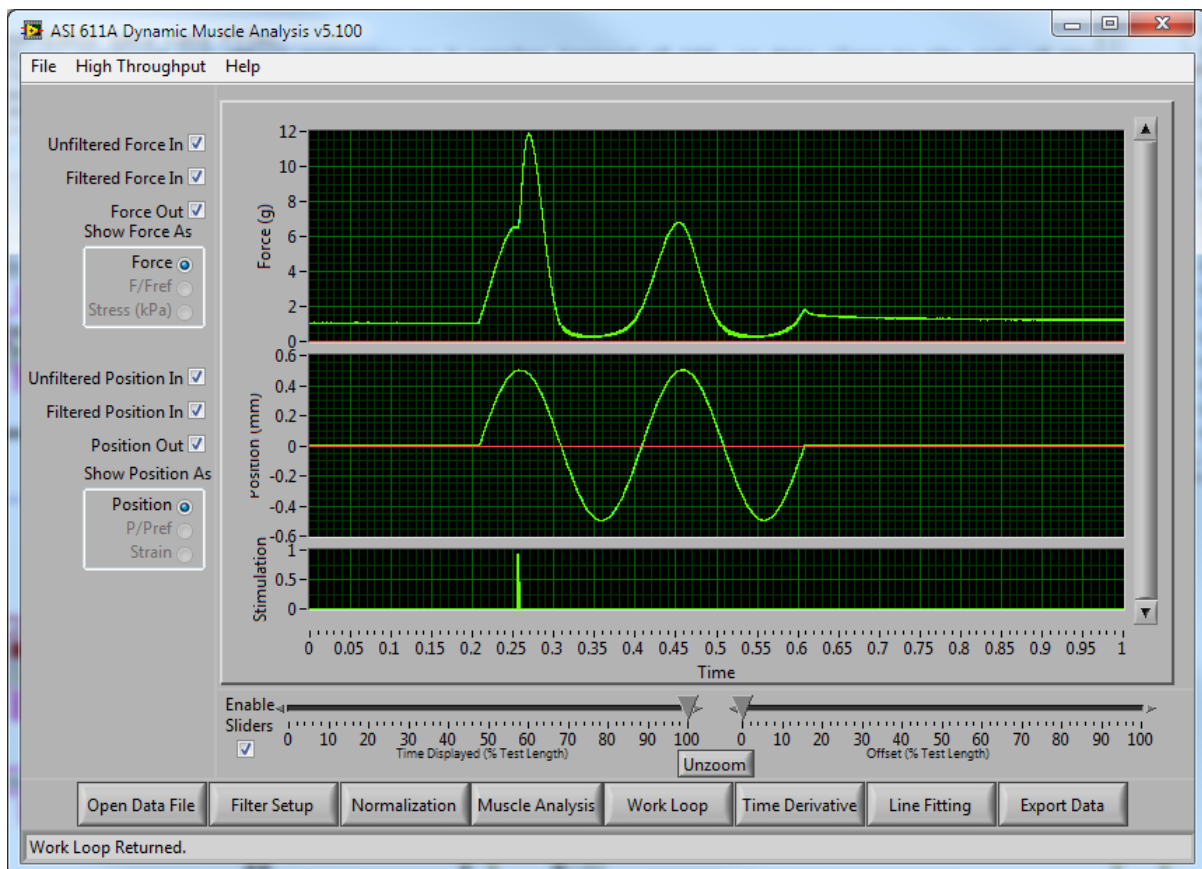 ASI 611A Dynamic Muscle Analysis v5.100
File High Throughput Help
Unfiltered Force In
Filtered Force In
Force Out
Show Force As
Force
F/Fref
Stress (kPa)
Unfiltered Position In
Filtered Position In
Position Out
Show Position As
Position
P/Pref
Strain
Force (g)
12
10
8
6
4
2
0
Position (mm)
0.6
0.4
0.2
0
-0.2
-0.4
-0.6
Stimulation
1
0.5
0
0 0.05 0.1 0.15 0.2 0.25 0.3 0.35 0.4 0.45 0.5 0.55 0.6 0.65 0.7 0.75 0.8 0.85 0.9 0.95 1
Time
Enable
Sliders
0 10 20 30 40 50 60 70 80 90 100
Time Displayed (% Test Length)
0 10 20 30 40 50 60 70 80 90 100
Offset (% Test Length)
Unzoom
Open Data File Filter Setup Normalization Muscle Analysis Work Loop Time Derivative Line Fitting Export Data
Work Loop Returned.